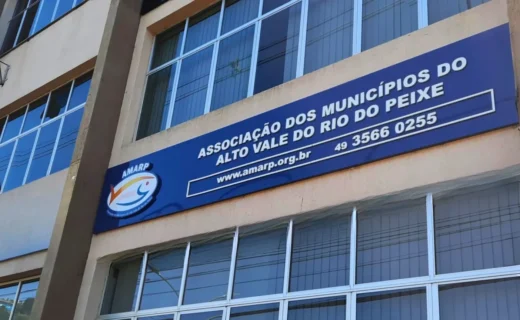 ASSOCIAÇÃO DOS MUNICÍPIOS DO
ALTO VALE DO RIO DO PEIXE
www.amarp.org.br 49 3566 0255
AMARP